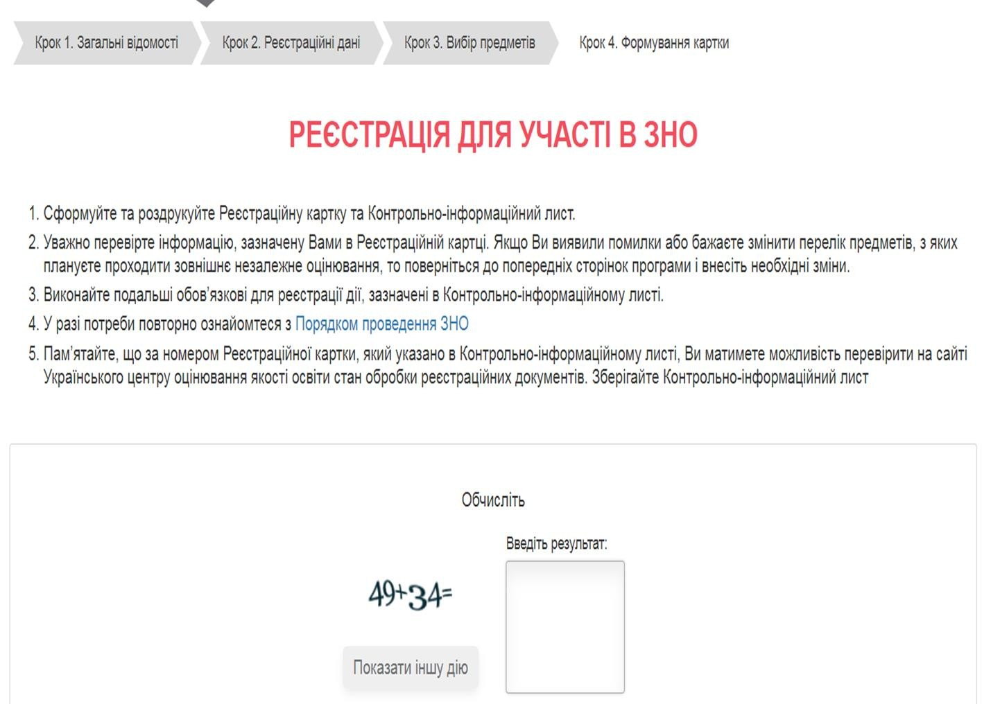 Крок 1. Загальні відомості
Крок 2. Реєстраційні дані
Крок 3. Вибір предметів
Крок 4. Формування картки
РЕЄСТРАЦІЯ ДЛЯ УЧАСТІ В ЗНО
1. Сформуйте та роздрукуйте Реєстраційну картку та Контрольно-інформаційний лист.
2. Уважно перевірте інформацію, зазначену Вами в Реєстраційній картці. Якщо Ви виявили помилки або бажаєте змінити перелік предметів, з яких
плануєте проходити зовнішнє незалежне оцінювання, то поверніться до попередніх сторінок програми і внесіть необхідні зміни.
3. Виконайте подальші обов’язкові для реєстрації дії, зазначені в Контрольно-інформаційному листі.
4. У разі потреби повторно ознайомтеся з Порядком проведення ЗНО
5. Пам’ятайте, що за номером Реєстраційної картки, який указано в Контрольно-інформаційному листі, Ви матимете можливість перевірити на сайті
Українського центру оцінювання якості освіти стан обробки реєстраційних документів. Зберігайте Контрольно-інформаційний лист
Обчисліть
Введіть результат:
49+34=
Показати іншу дію